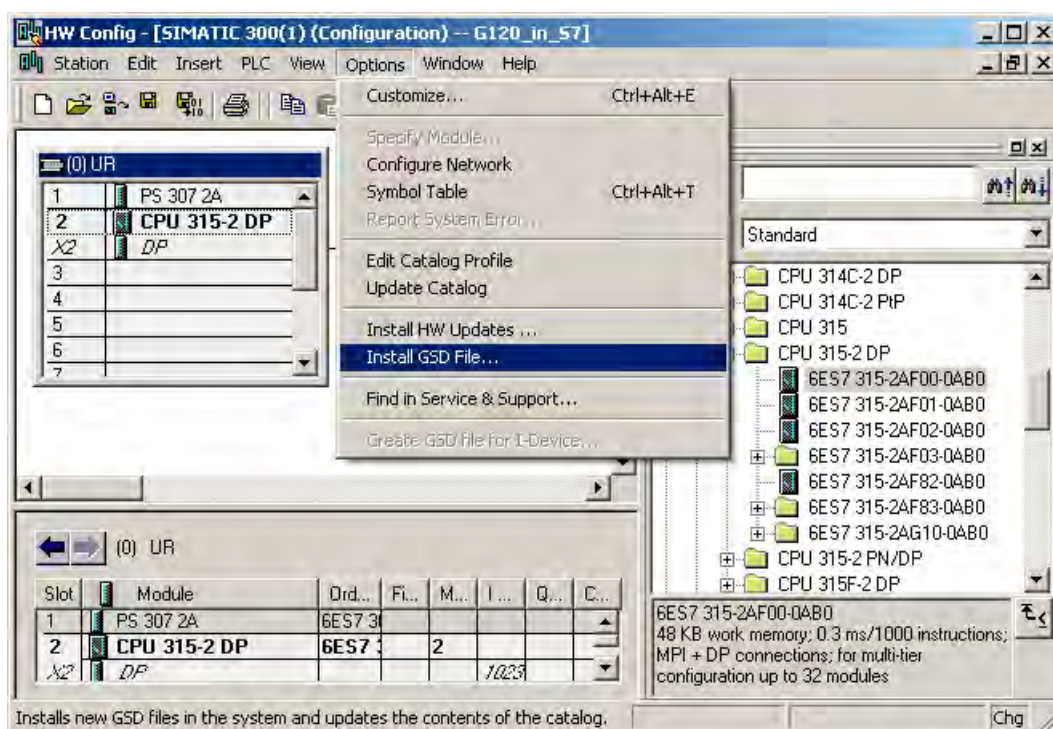 HW Config - [SIMATIC 300(1) (Configuration) -- G120_in_S7]
Station Edit Insert PLC View Options Window Help
Customize... Ctrl+Alt+E
Specify Module...
Configure Network
Symbol Table Ctrl+Alt+T
Report System Error...
Edit Catalog Profile
Update Catalog
Install HW Updates ...
Install GSD File...
Find in Service & Support...
Create GSD file for I-Device...
(0) UR
1 PS 307 2A
2 CPU 315-2 DP
X2 DP
3
4
5
6
7
Standard
CPU 314C-2 DP
CPU 314C-2 PtP
CPU 315
CPU 315-2 DP
6ES7 315-2AF00-0AB0
6ES7 315-2AF01-0AB0
6ES7 315-2AF02-0AB0
6ES7 315-2AF03-0AB0
6ES7 315-2AF82-0AB0
6ES7 315-2AF83-0AB0
6ES7 315-2AG10-0AB0
CPU 315-2 PN/DP
CPU 315F-2 DP
(0) UR
Slot Module Ord... Fi... M... I ... Q... C...
1 PS 307 2A 6ES7 3
2 CPU 315-2 DP 6ES7 2
X2 DP 1023
6ES7 315-2AF00-0AB0
48 KB work memory; 0.3 ms/1000 instructions;
MPI + DP connections; for multi-tier
configuration up to 32 modules
Installs new GSD files in the system and updates the contents of the catalog. Chg